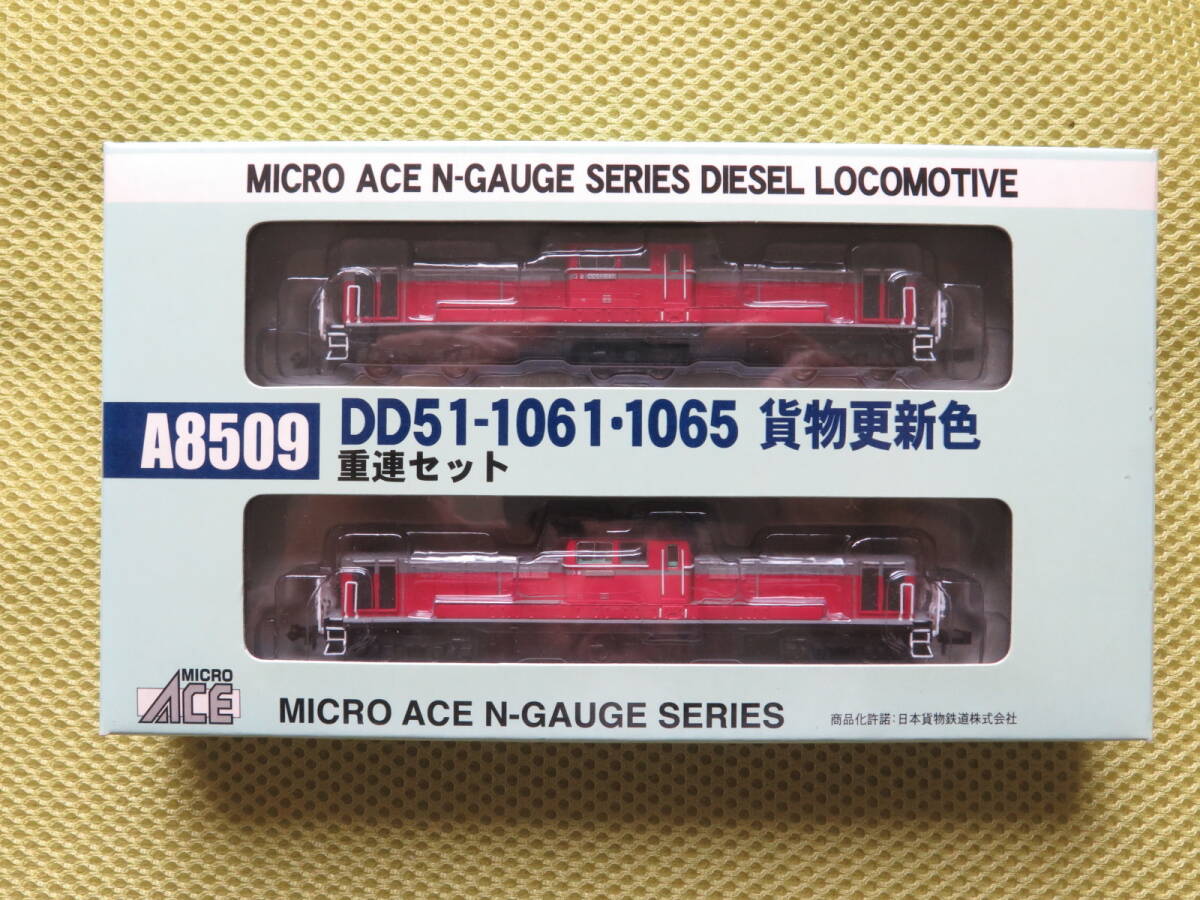 MICRO ACE N-GAUGE SERIES DIESEL LOCOMOTIVE
A8509
DD51-1061・1065 貨物更新色
重連セット
MICRO
ACE
MICRO ACE N-GAUGE SERIES
商品化許諾:日本貨物鉄道株式会社